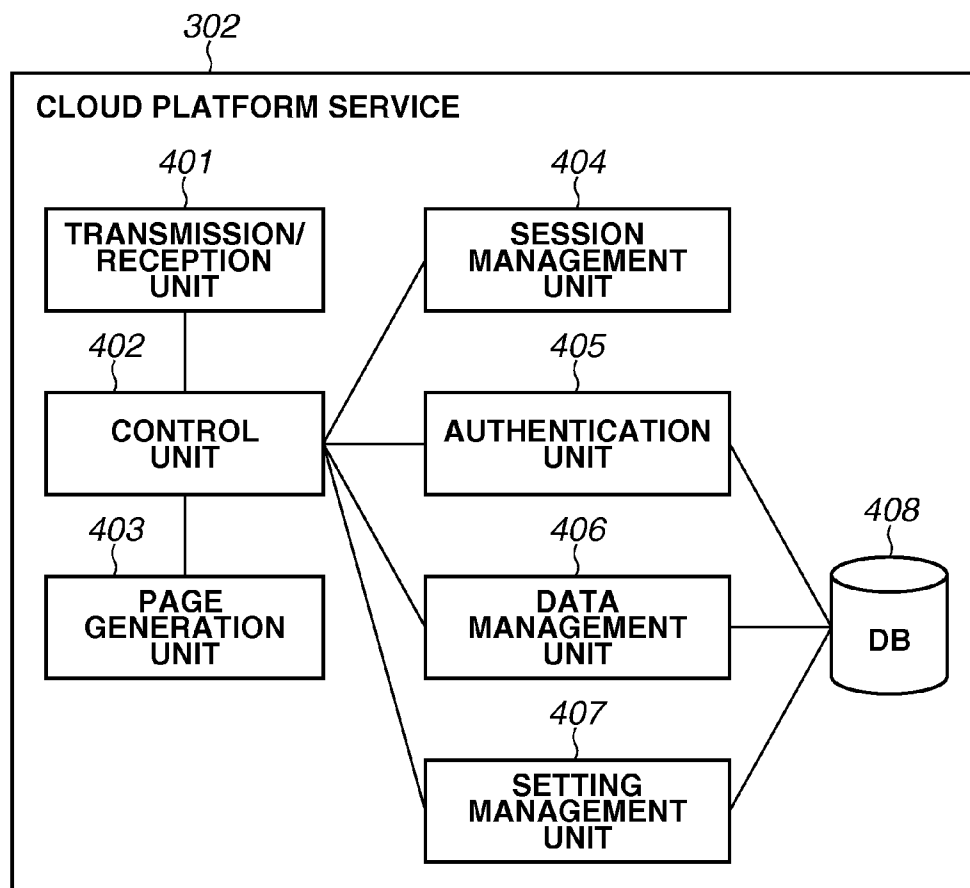 302
CLOUD PLATFORM SERVICE
401
TRANSMISSION/
RECEPTION
UNIT
402
CONTROL
UNIT
403
PAGE
GENERATION
UNIT
404
SESSION
MANAGEMENT
UNIT
405
AUTHENTICATION
UNIT
406
DATA
MANAGEMENT
UNIT
407
SETTING
MANAGEMENT
UNIT
408
DB